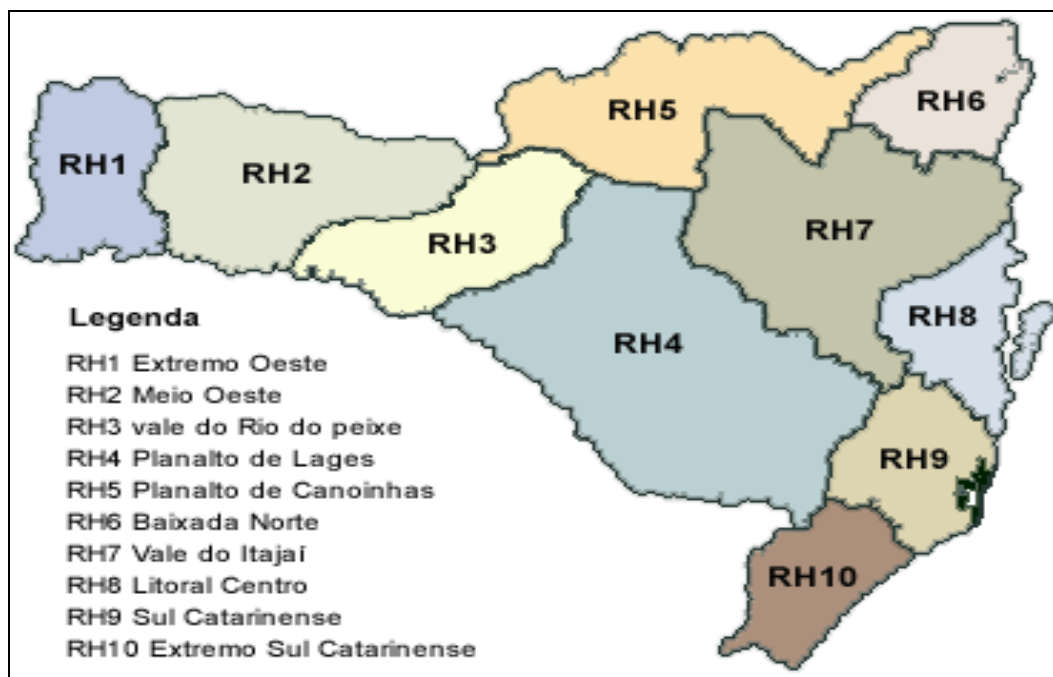 RH6
RH5
RH1
RH2
RH7
RH3
RH8
RH4
RH9
RH10
Legenda
RH1 Extremo Oeste
RH2 Meio Oeste
RH3 vale do Rio do peixe
RH4 Planalto de Lages
RH5 Planalto de Canoinhas
RH6 Baixada Norte
RH7 Vale do Itajaí
RH8 Litoral Centro
RH9 Sul Catarinense
RH10 Extremo Sul Catarinense